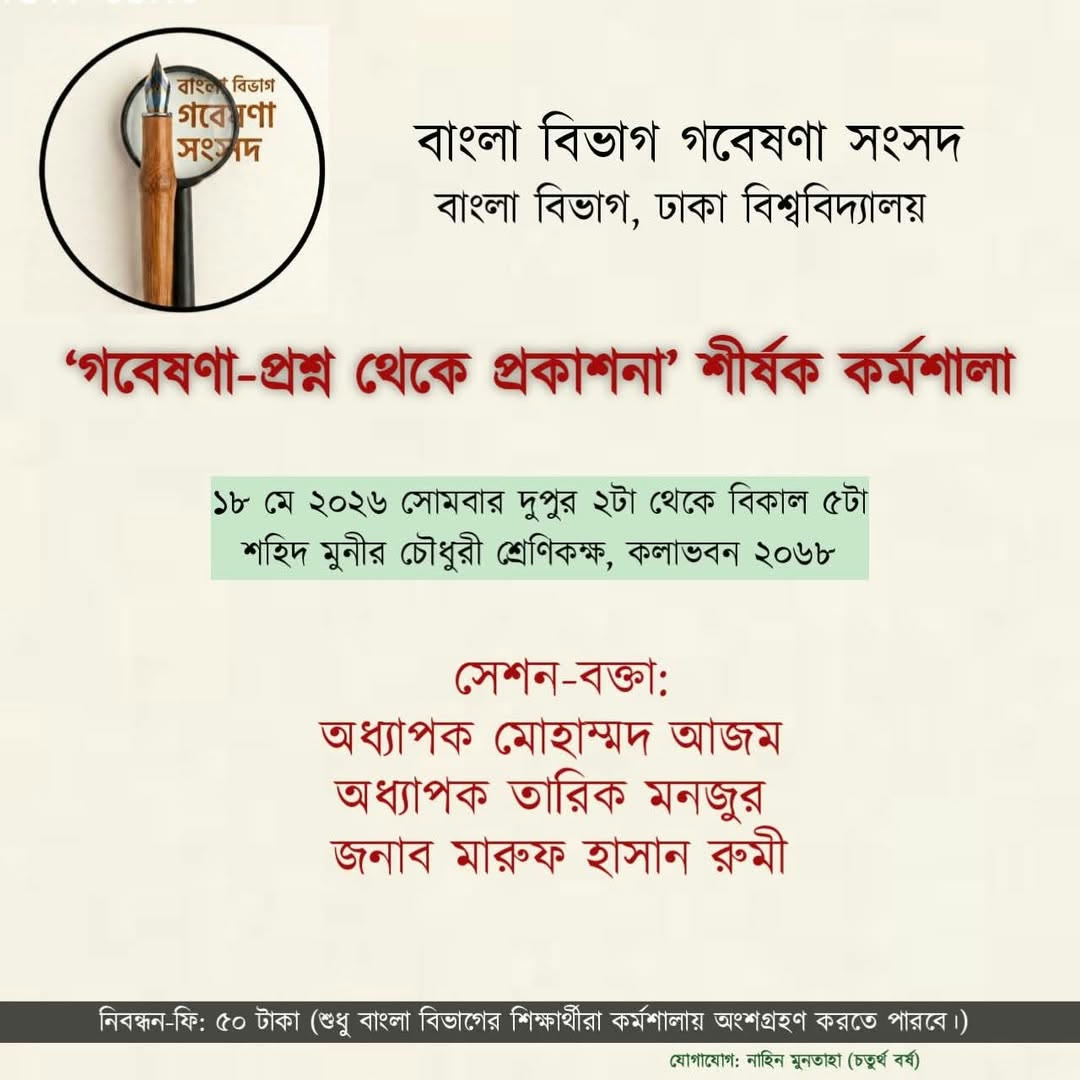 বাংলা বিভাগ
গবেষণা
সংসদ
বাংলা বিভাগ গবেষণা সংসদ
বাংলা বিভাগ, ঢাকা বিশ্ববিদ্যালয়
‘গবেষণা-প্রশ্ন থেকে প্রকাশনা’ শীর্ষক কর্মশালা
১৮ মে ২০২৬ সোমবার দুপুর ২টা থেকে বিকাল ৫টা
শহিদ মুনীর চৌধুরী শ্রেণিকক্ষ, কলাভবন ২০৬৮
সেশন-বক্তা:
অধ্যাপক মোহাম্মদ আজম
অধ্যাপক তারিক মনজুর
জনাব মারুফ হাসান রুমী
নিবন্ধন-ফি: ৫০ টাকা (শুধু বাংলা বিভাগের শিক্ষার্থীরা কর্মশালায় অংশগ্রহণ করতে পারবে।)
যোগাযোগ: নাহিন মুনতাহা (চতুর্থ বর্ষ)